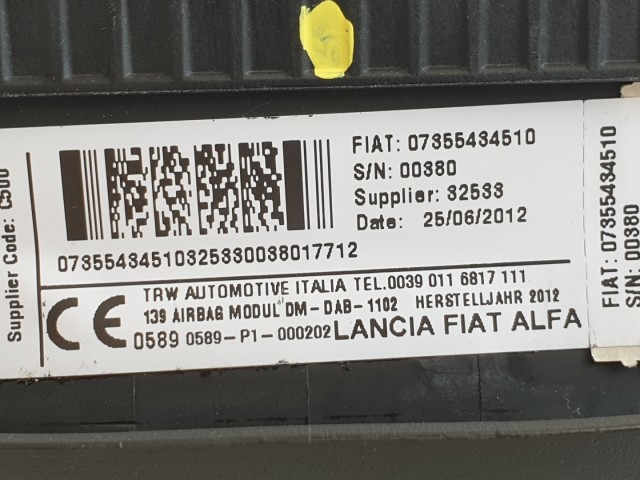 Supplier Code: C500
FIAT: 07355434510
S/N: 00380
Supplier: 32533
Date: 25/06/2012
07355434510325330038017712
TRW AUTOMOTIVE ITALIA TEL.0039 011 6817 111
139 AIRBAG MODUL DM-DAB-1102 HERSTELLJAHR 2012
CE 0589 0589-P1-000202 LANCIA FIAT ALFA
FIAT: 07355434510
S/N: 00380